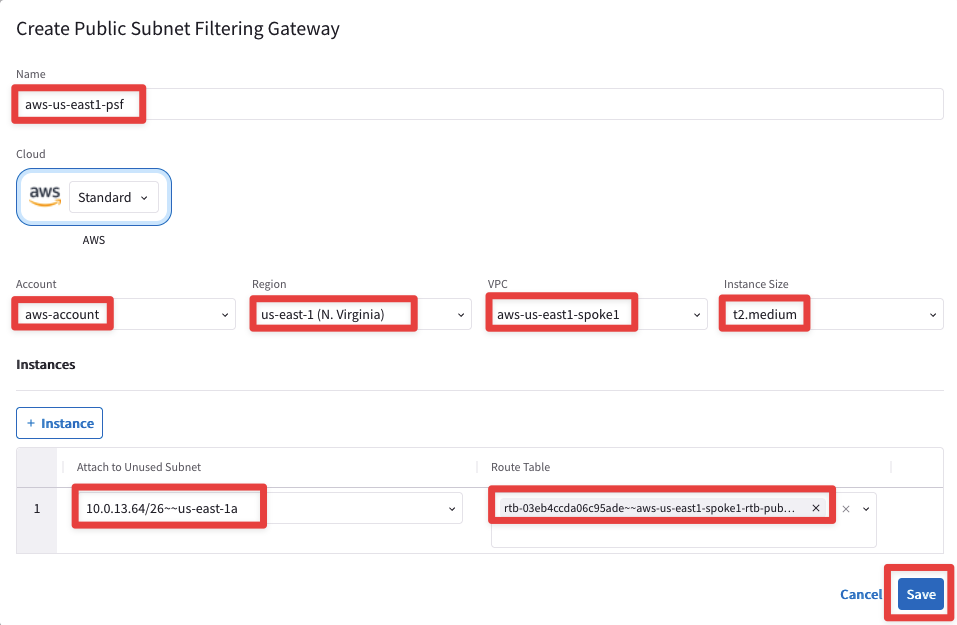 Create Public Subnet Filtering Gateway
Name
aws-us-east1-psf
Cloud
aws Standard
AWS
Account Region VPC Instance Size
aws-account us-east-1 (N. Virginia) aws-us-east1-spoke1 t2.medium
Instances
+ Instance
Attach to Unused Subnet Route Table
1 10.0.13.64/26~~us-east-1a rtb-03eb4ccda06c95ade~~aws-us-east1-spoke1-rtb-pub...
Cancel Save